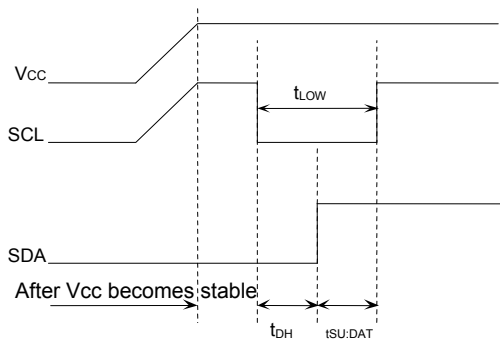 VCC
tLOW
SCL
SDA
After Vcc becomes stable
tDH
tSU:DAT